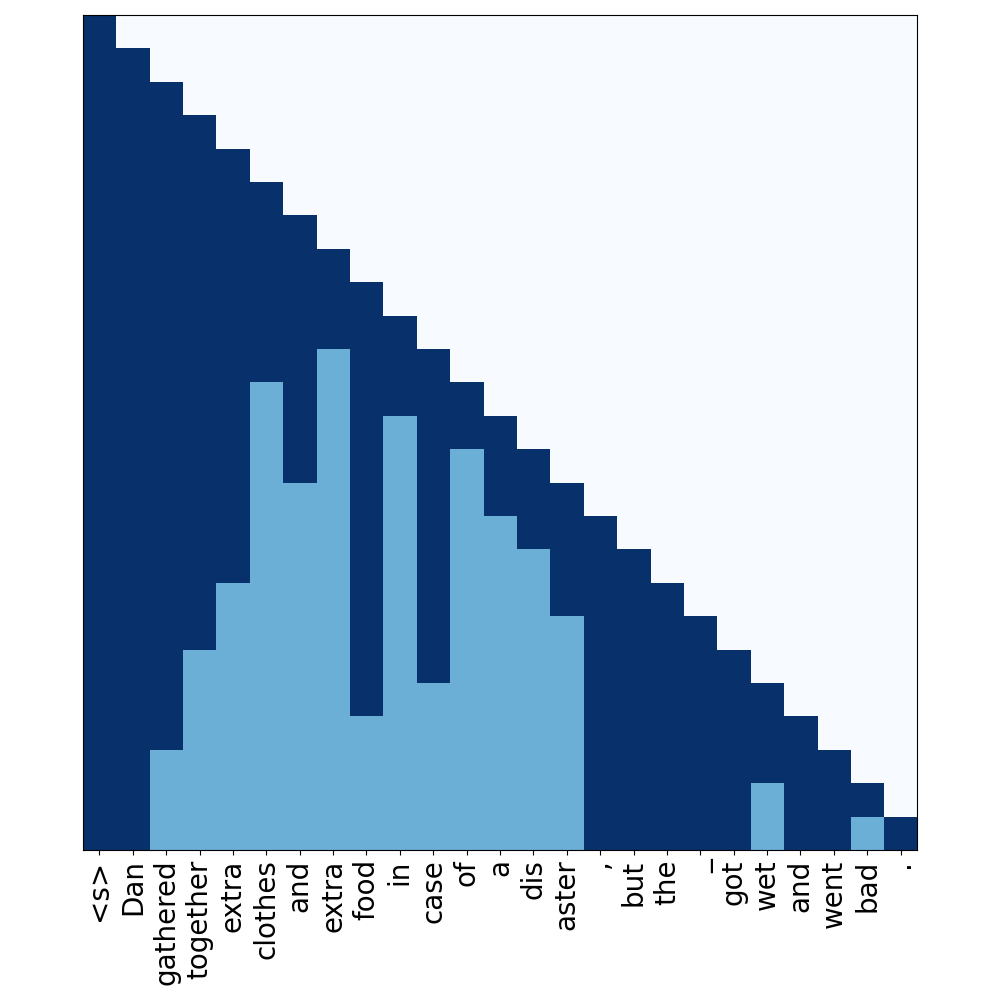 <s> Dan gathered together extra clothes and extra food in case of a dis aster , but the _ got wet and went bad .